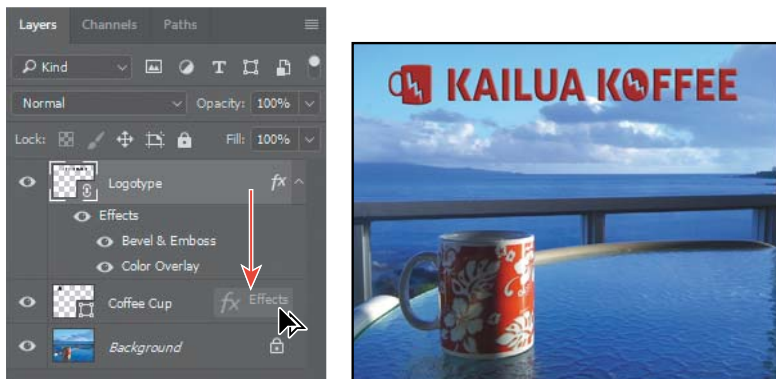 Layers Channels Paths
Kind
Normal Opacity: 100%
Lock: Fill: 100%
Logotype fx
Effects
Bevel & Emboss
Color Overlay
Coffee Cup fx Effects
Background
KAILUA KOFFEE